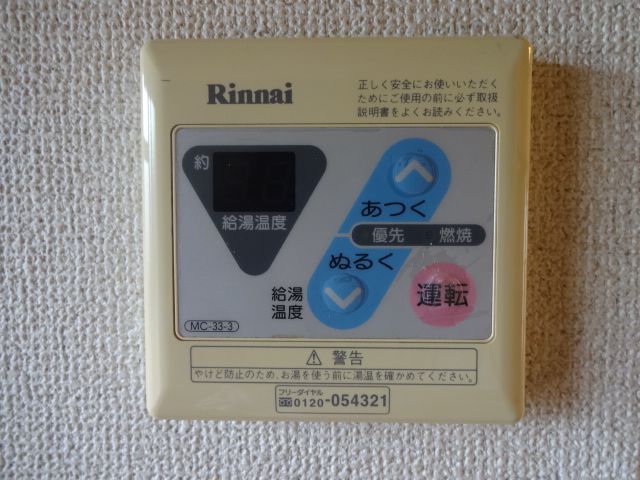 Rinnai
正しく安全にお使いいただく
ためにご使用の前に必ず取扱
説明書をよくお読みください。
約
給湯温度
あつく
優先 燃焼
ぬるく
給湯
温度
運転
MC-33-3
⚠ 警告
やけど防止のため、お湯を使う前に湯温を確かめてください。
フリーダイヤル
0120-054321